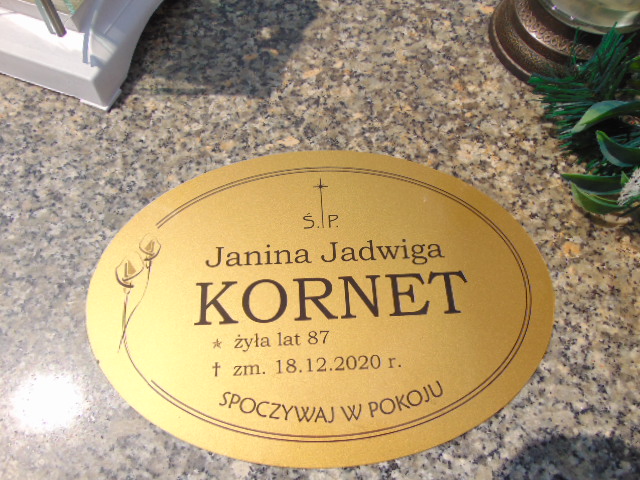 Ś.P.
Janina Jadwiga
KORNET
★ żyła lat 87
† zm. 18.12.2020 r.
SPOCZYWAJ W POKOJU